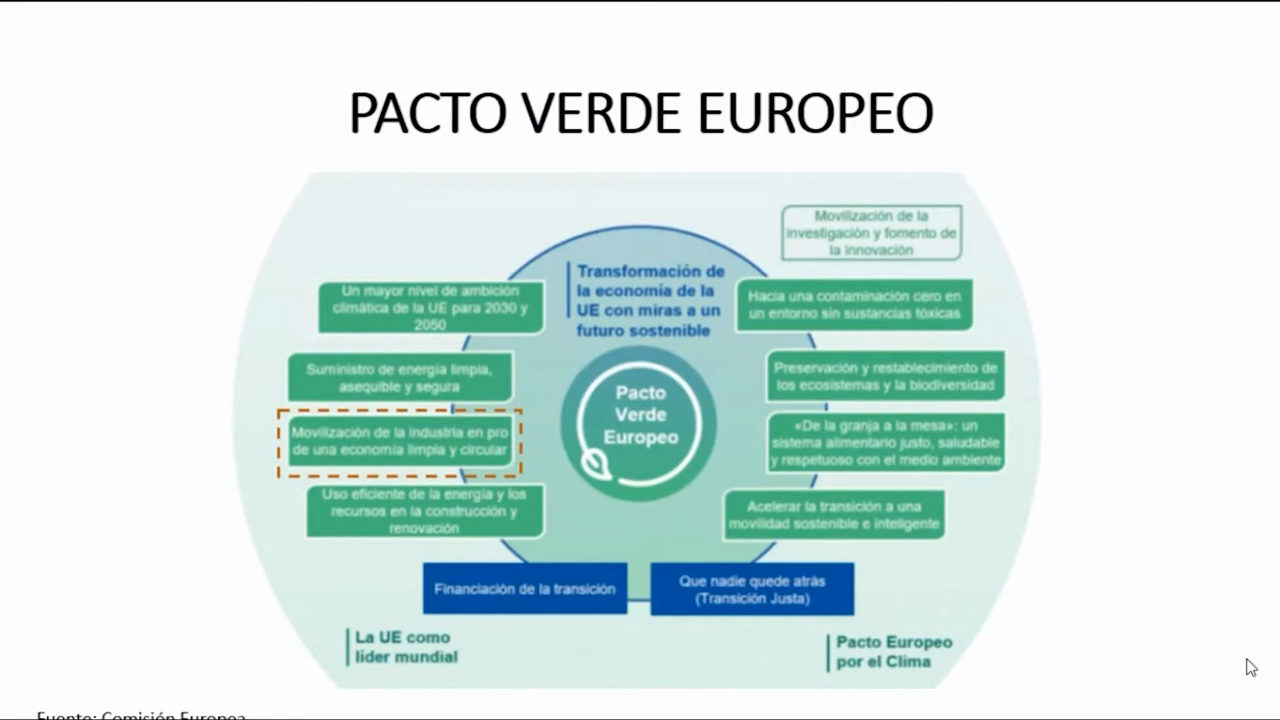 PACTO VERDE EUROPEO
Movilización de la
investigación y fomento de
la innovación
Transformación de
la economía de la
UE con miras a un
futuro sostenible
Un mayor nivel de ambición
climática de la UE para 2030 y
2050
Hacia una contaminación cero en
un entorno sin sustancias tóxicas
Suministro de energía limpia,
asequible y segura
Preservación y restablecimiento de
los ecosistemas y la biodiversidad
Pacto
Verde
Europeo
Movilización de la industria en pro
de una economía limpia y circular
«De la granja a la mesa»: un
sistema alimentario justo, saludable
y respetuoso con el medio ambiente
Uso eficiente de la energía y los
recursos en la construcción y
renovación
Acelerar la transición a una
movilidad sostenible e inteligente
Financiación de la transición
Que nadie quede atrás
(Transición Justa)
La UE como
líder mundial
Pacto Europeo
por el Clima
Fuente: Comisión Europea